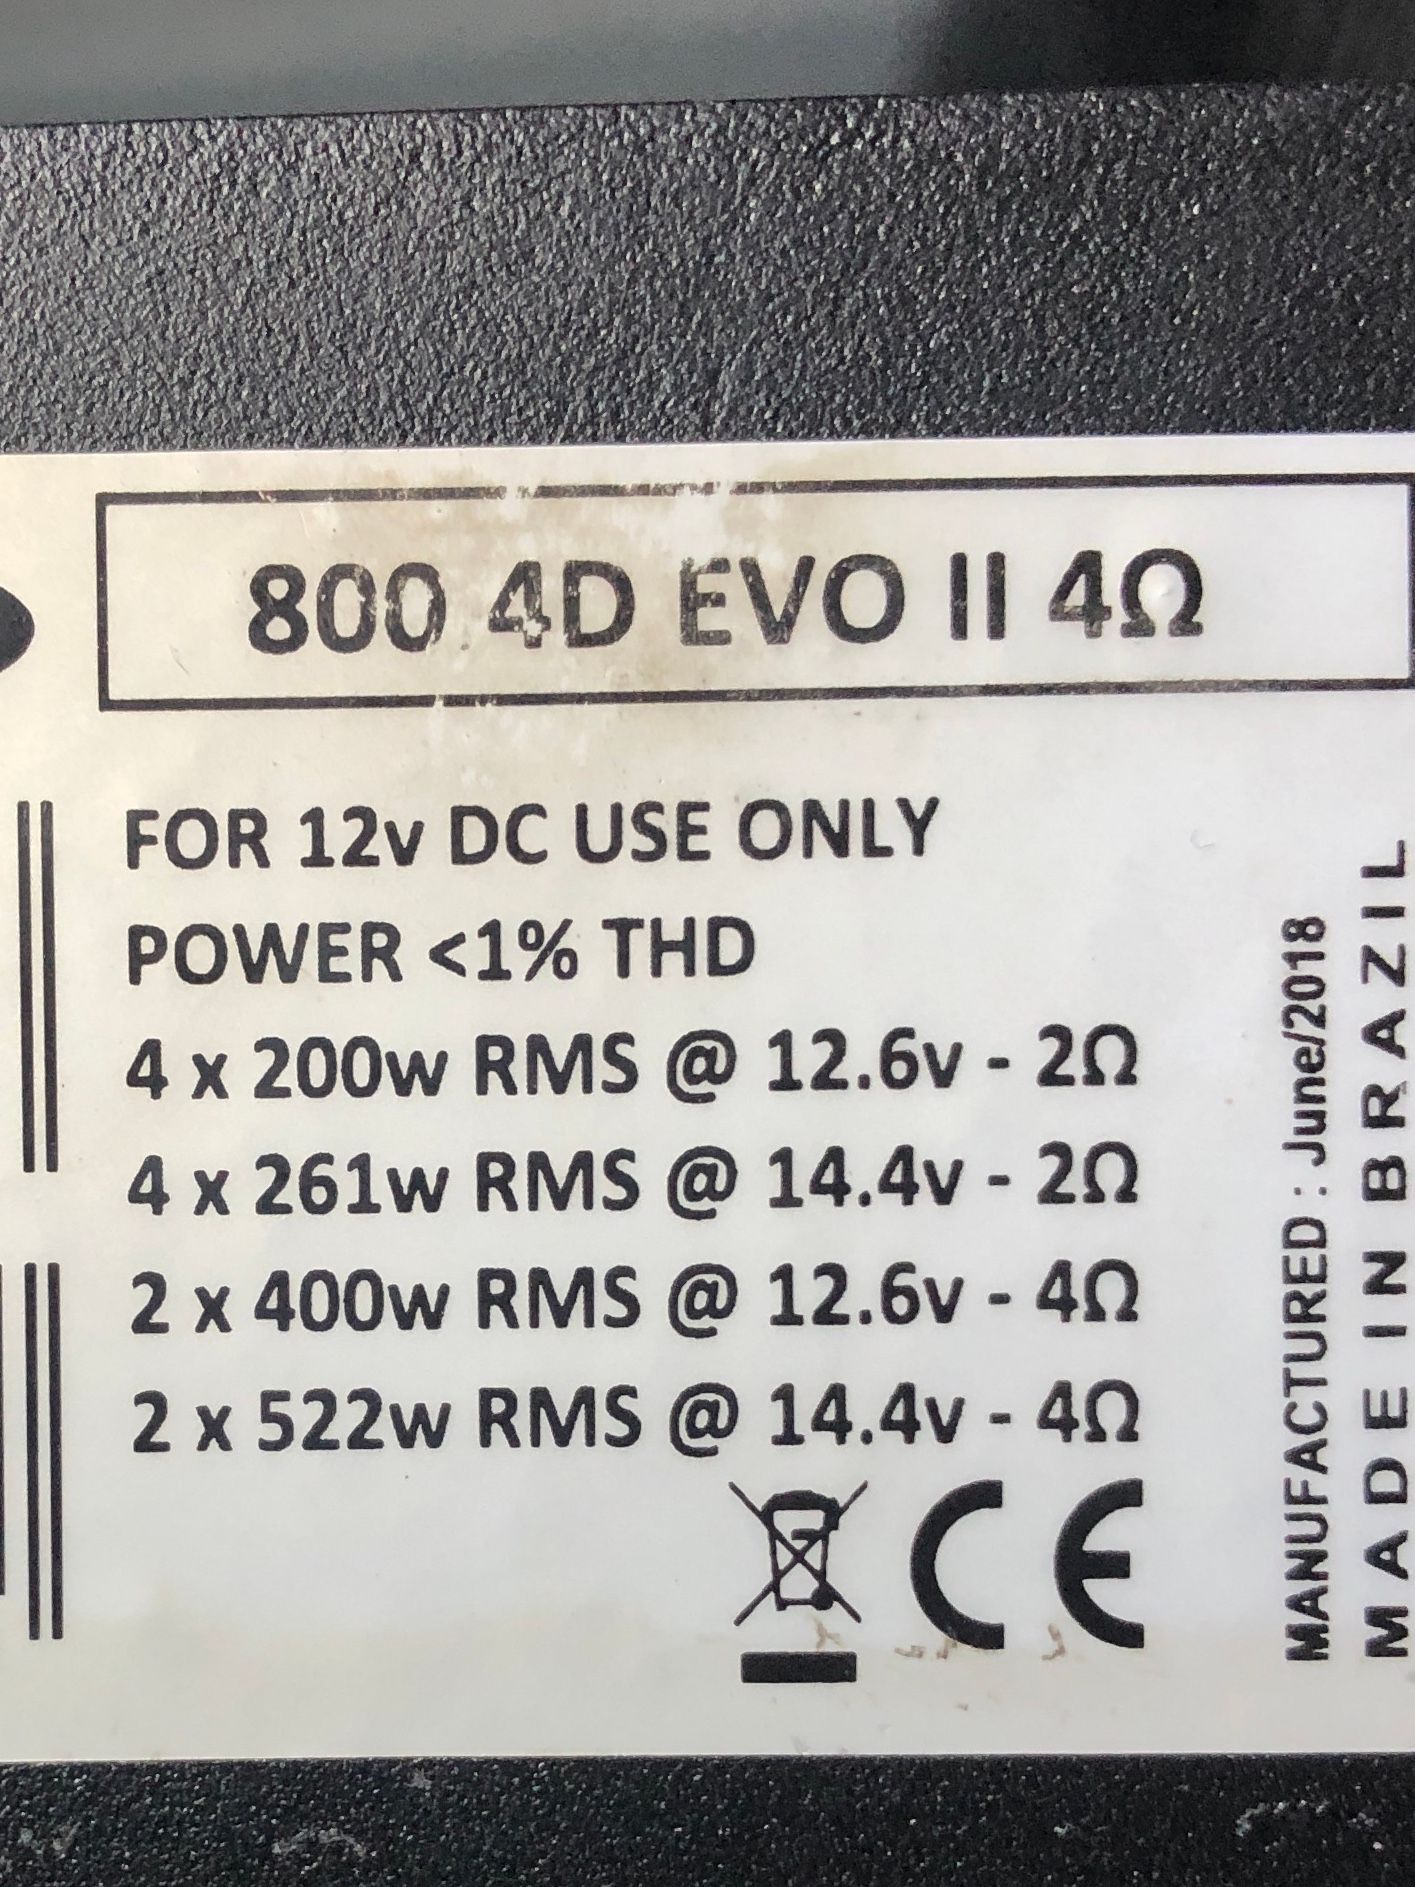 800 4D EVO II 4Ω
FOR 12v DC USE ONLY
POWER <1% THD
4 x 200w RMS @ 12.6v - 2Ω
4 x 261w RMS @ 14.4v - 2Ω
2 x 400w RMS @ 12.6v - 4Ω
2 x 522w RMS @ 14.4v - 4Ω
CE
MANUFACTURED : June/2018
MADE IN BRAZIL